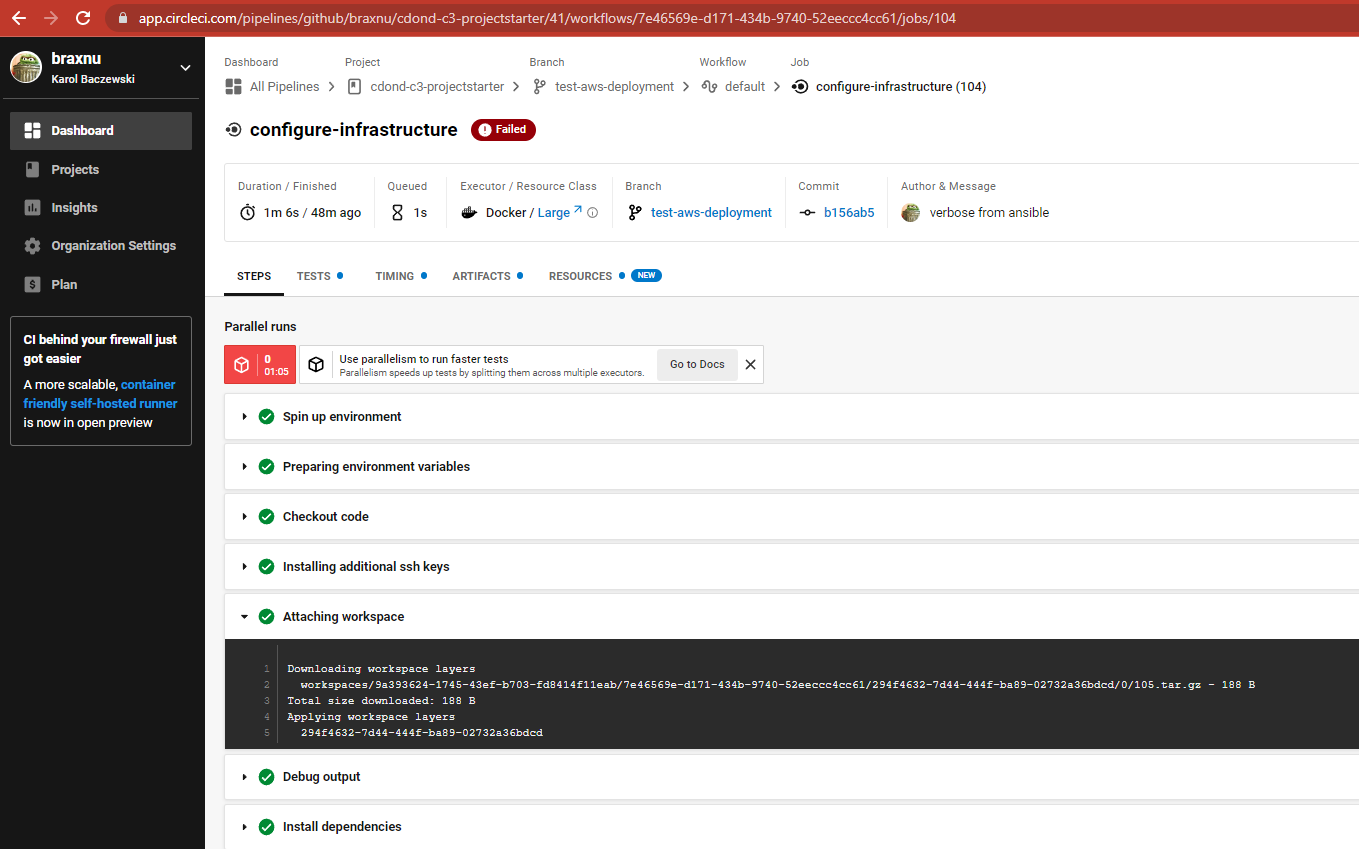 app.circleci.com/pipelines/github/braxnu/cdond-c3-projectstarter/41/workflows/7e46569e-d171-434b-9740-52eeccc4cc61/jobs/104
braxnu
Karol Baczewski
Dashboard
Projects
Insights
Organization Settings
$ Plan
CI behind your firewall just
got easier
A more scalable, container
friendly self-hosted runner
is now in open preview
Dashboard Project Branch Workflow Job
All Pipelines cdond-c3-projectstarter test-aws-deployment default configure-infrastructure (104)
configure-infrastructure Failed
Duration / Finished Queued Executor / Resource Class Branch Commit Author & Message
1m 6s / 48m ago 1s Docker / Large test-aws-deployment b156ab5 verbose from ansible
STEPS TESTS TIMING ARTIFACTS RESOURCES NEW
Parallel runs
0
01:05
Use parallelism to run faster tests
Parallelism speeds up tests by splitting them across multiple executors.
Go to Docs
Spin up environment
Preparing environment variables
Checkout code
Installing additional ssh keys
Attaching workspace
1 Downloading workspace layers
2 workspaces/9a393624-1745-43ef-b703-fd8414f11eab/7e46569e-d171-434b-9740-52eeccc4cc61/294f4632-7d44-444f-ba89-02732a36bdcd/0/105.tar.gz - 188 B
3 Total size downloaded: 188 B
4 Applying workspace layers
5 294f4632-7d44-444f-ba89-02732a36bdcd
Debug output
Install dependencies